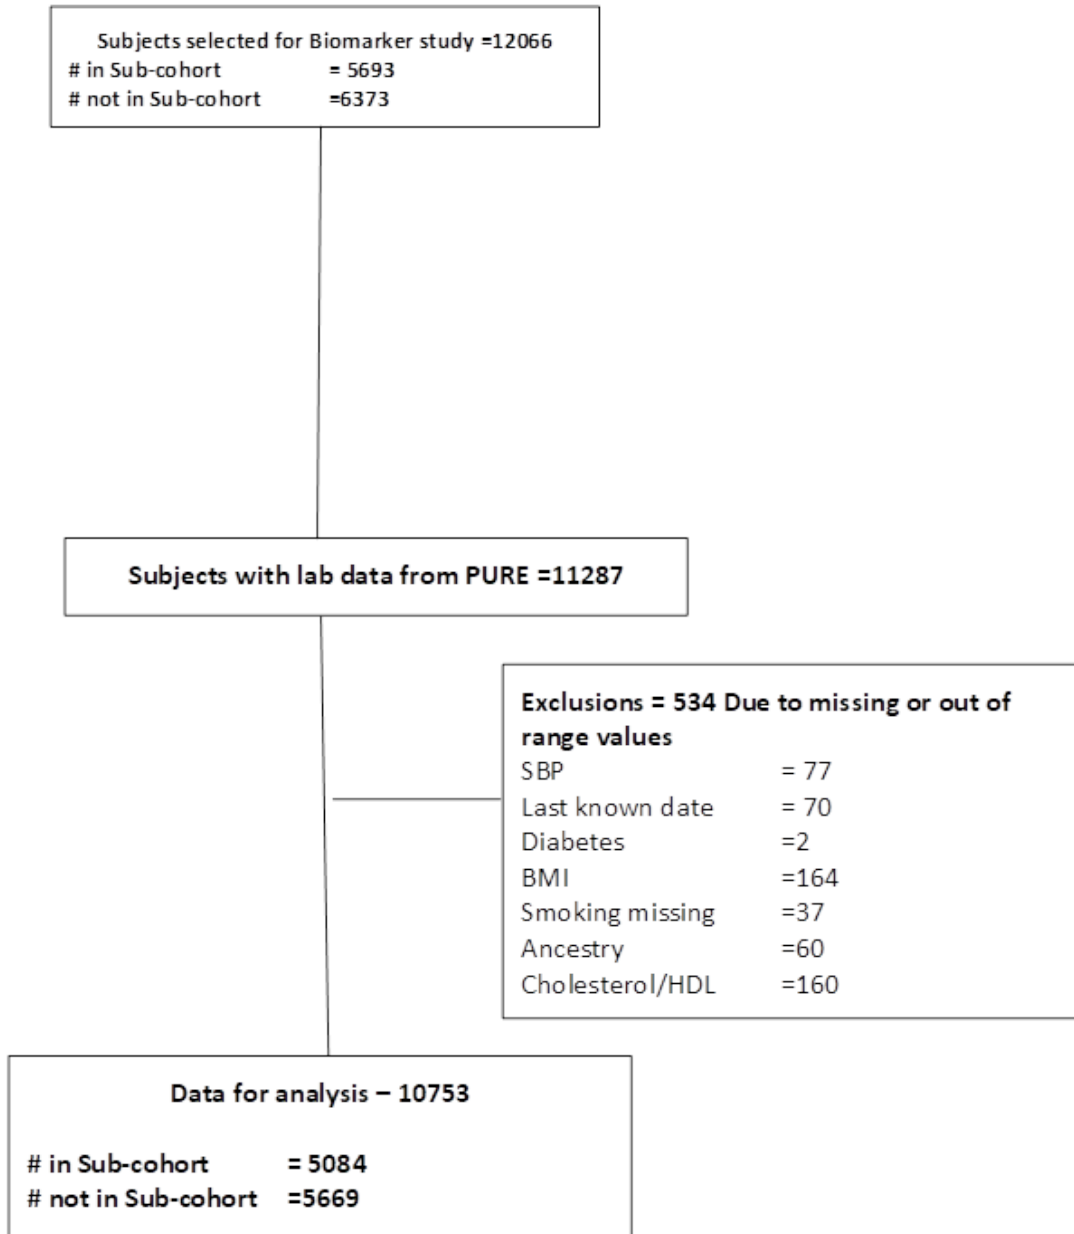 Subjects selected for Biomarker study =12066
# in Sub-cohort = 5693
# not in Sub-cohort =6373
Subjects with lab data from PURE =11287
Exclusions = 534 Due to missing or out of
range values
SBP = 77
Last known date = 70
Diabetes =2
BMI =164
Smoking missing =37
Ancestry =60
Cholesterol/HDL =160
Data for analysis – 10753
# in Sub-cohort = 5084
# not in Sub-cohort =5669